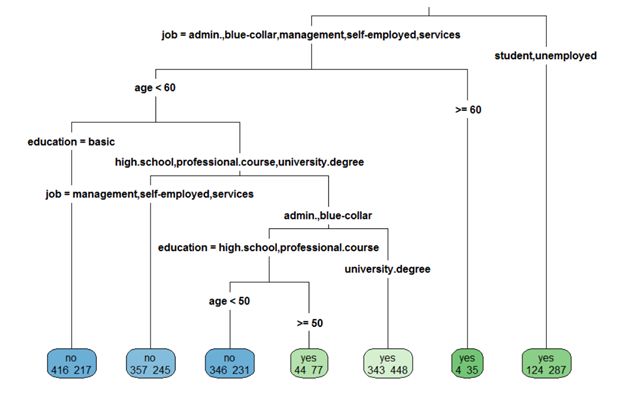 job = admin.,blue-collar,management,self-employed,services
student,unemployed
age < 60
>= 60
education = basic
high.school,professional.course,university.degree
job = management,self-employed,services
admin.,blue-collar
education = high.school,professional.course
university.degree
age < 50
>= 50
no
416 217
no
357 245
no
346 231
yes
44 77
yes
343 448
yes
4 35
yes
124 287